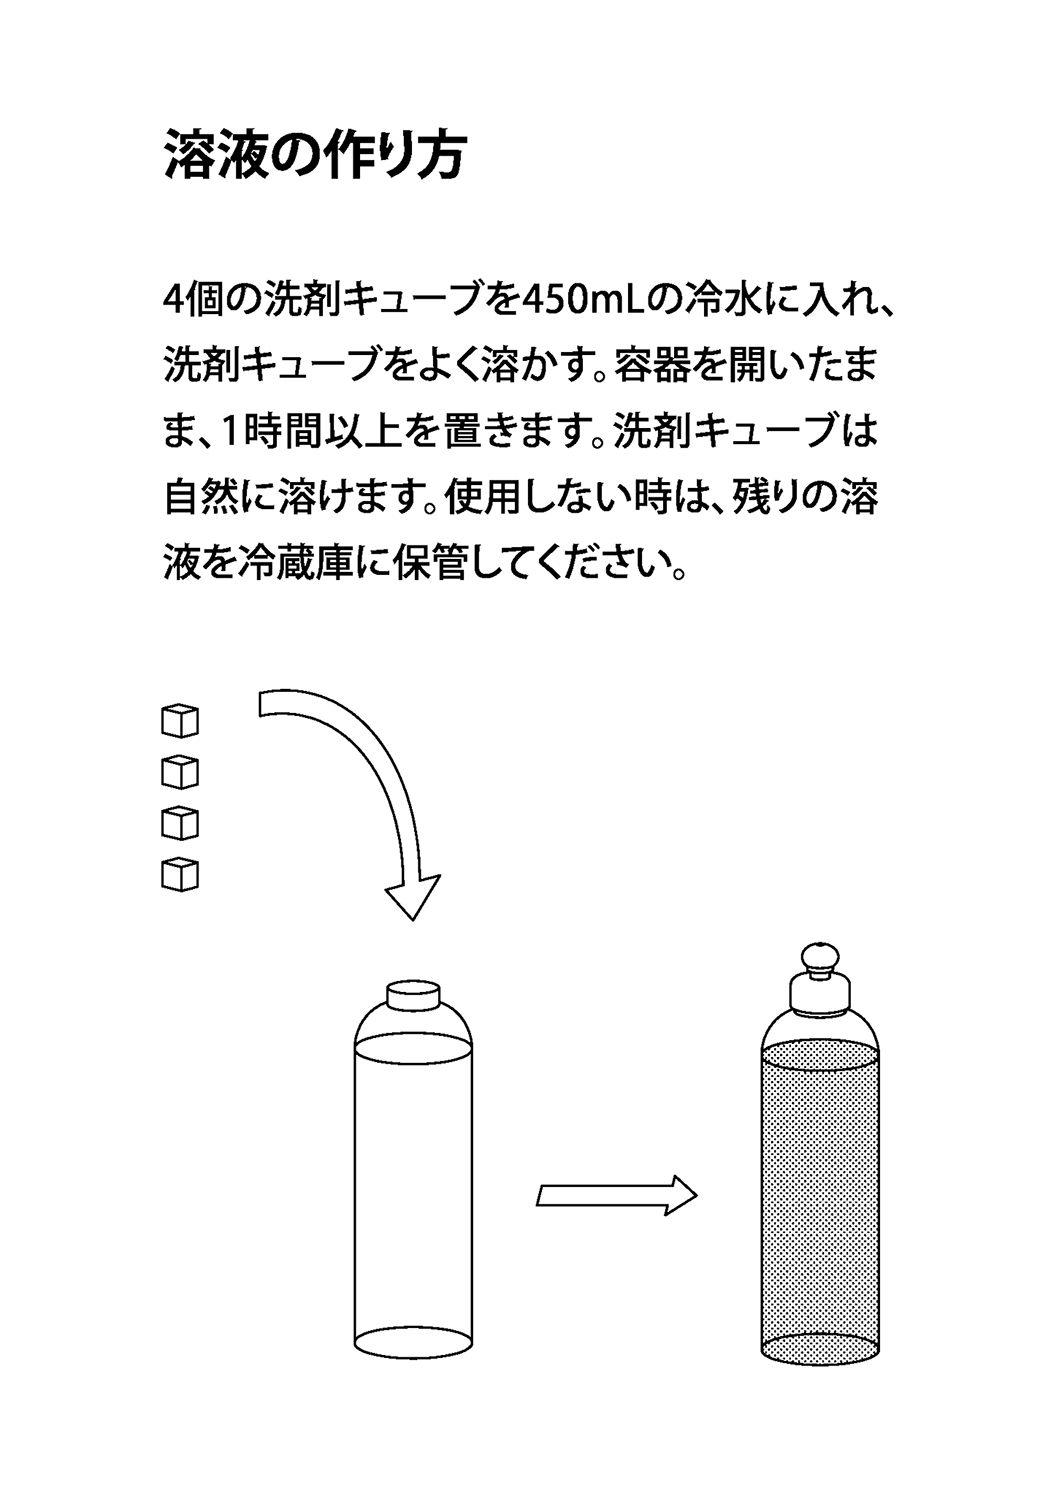 溶液の作り方
4個の洗剤キューブを450mLの冷水に入れ、
洗剤キューブをよく溶かす。容器を開いたま
ま、1時間以上を置きます。洗剤キューブは
自然に溶けます。使用しない時は、残りの溶
液を冷蔵庫に保管してください。